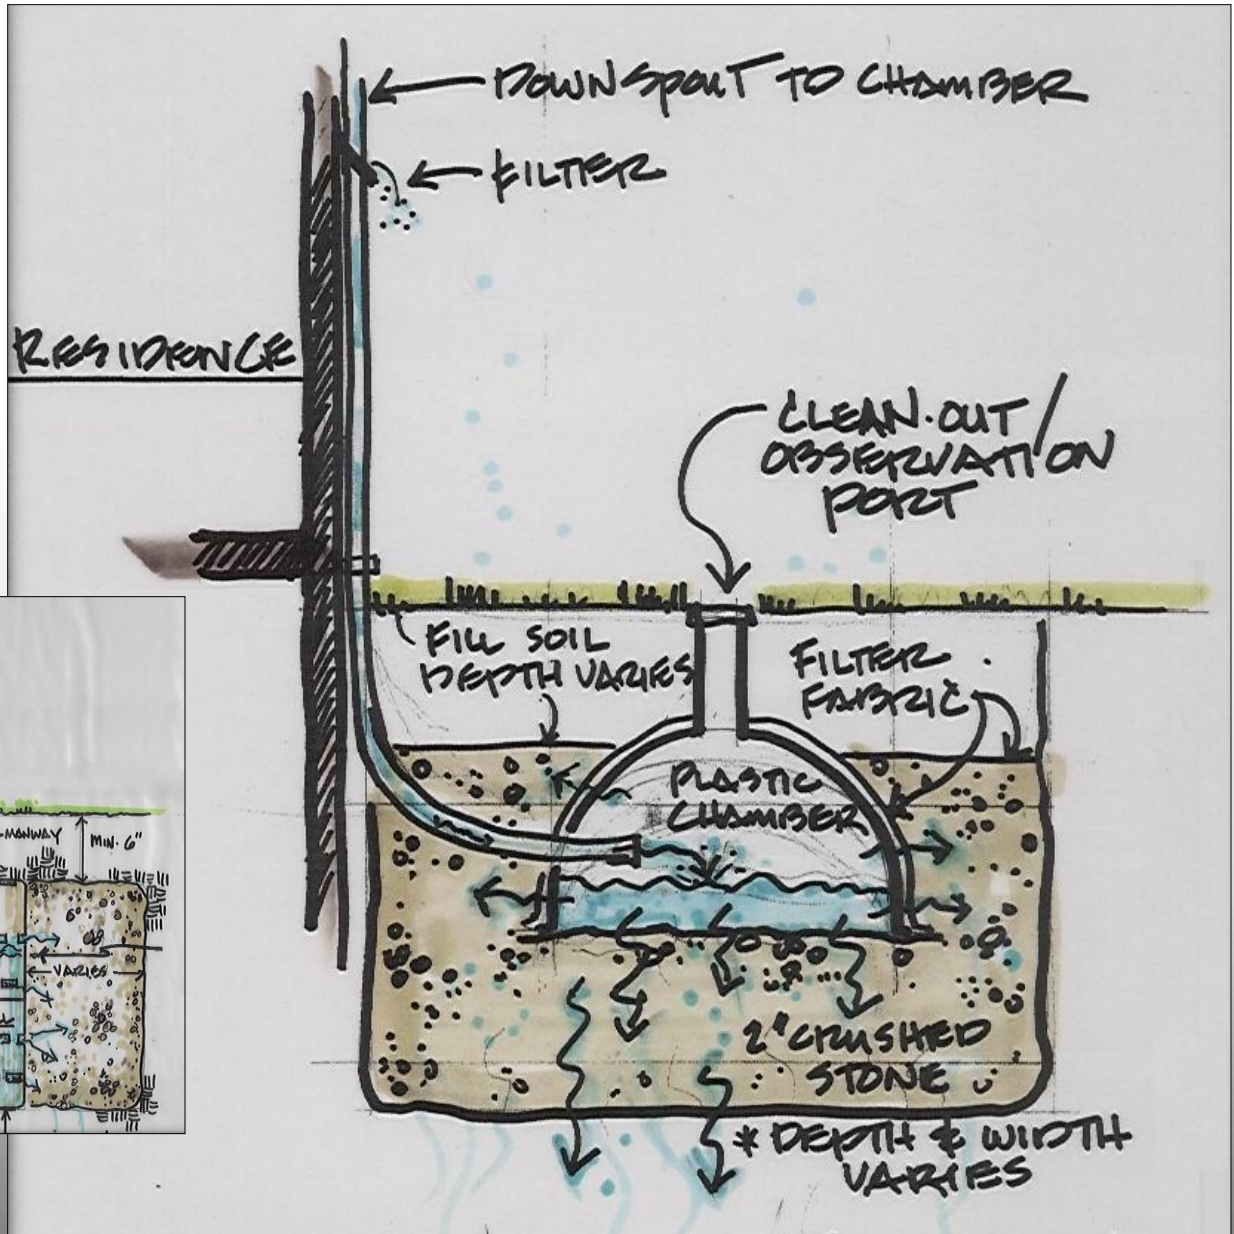 DOWNSPOUT TO CHAMBER
FILTER
RESIDENCE
CLEAN-OUT/
OBSERVATION
PORT
FILL SOIL
DEPTH VARIES
FILTER
FABRIC
PLASTIC
CHAMBER
2" CRUSHED
STONE
* DEPTH & WIDTH
VARIES
MANWAY
MIN. 6"
VARIES